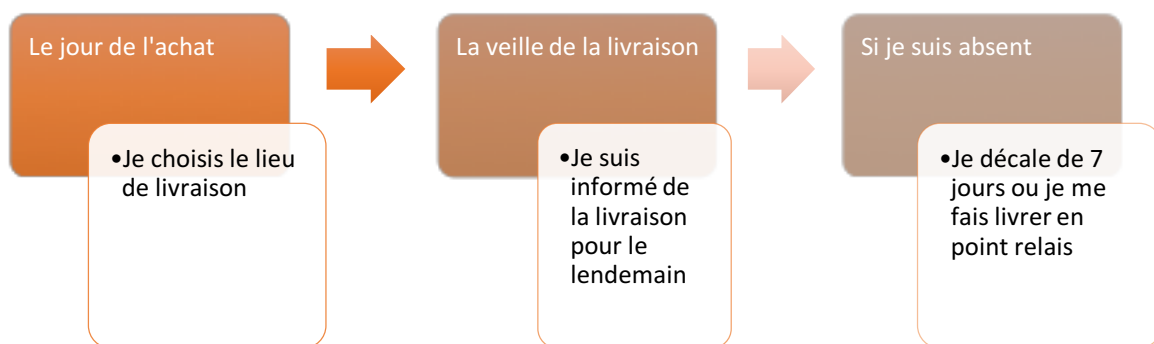 Le jour de l'achat
•Je choisis le lieu
de livraison
La veille de la livraison
•Je suis
informé de
la livraison
pour le
lendemain
Si je suis absent
•Je décale de 7
jours ou je me
fais livrer en
point relais